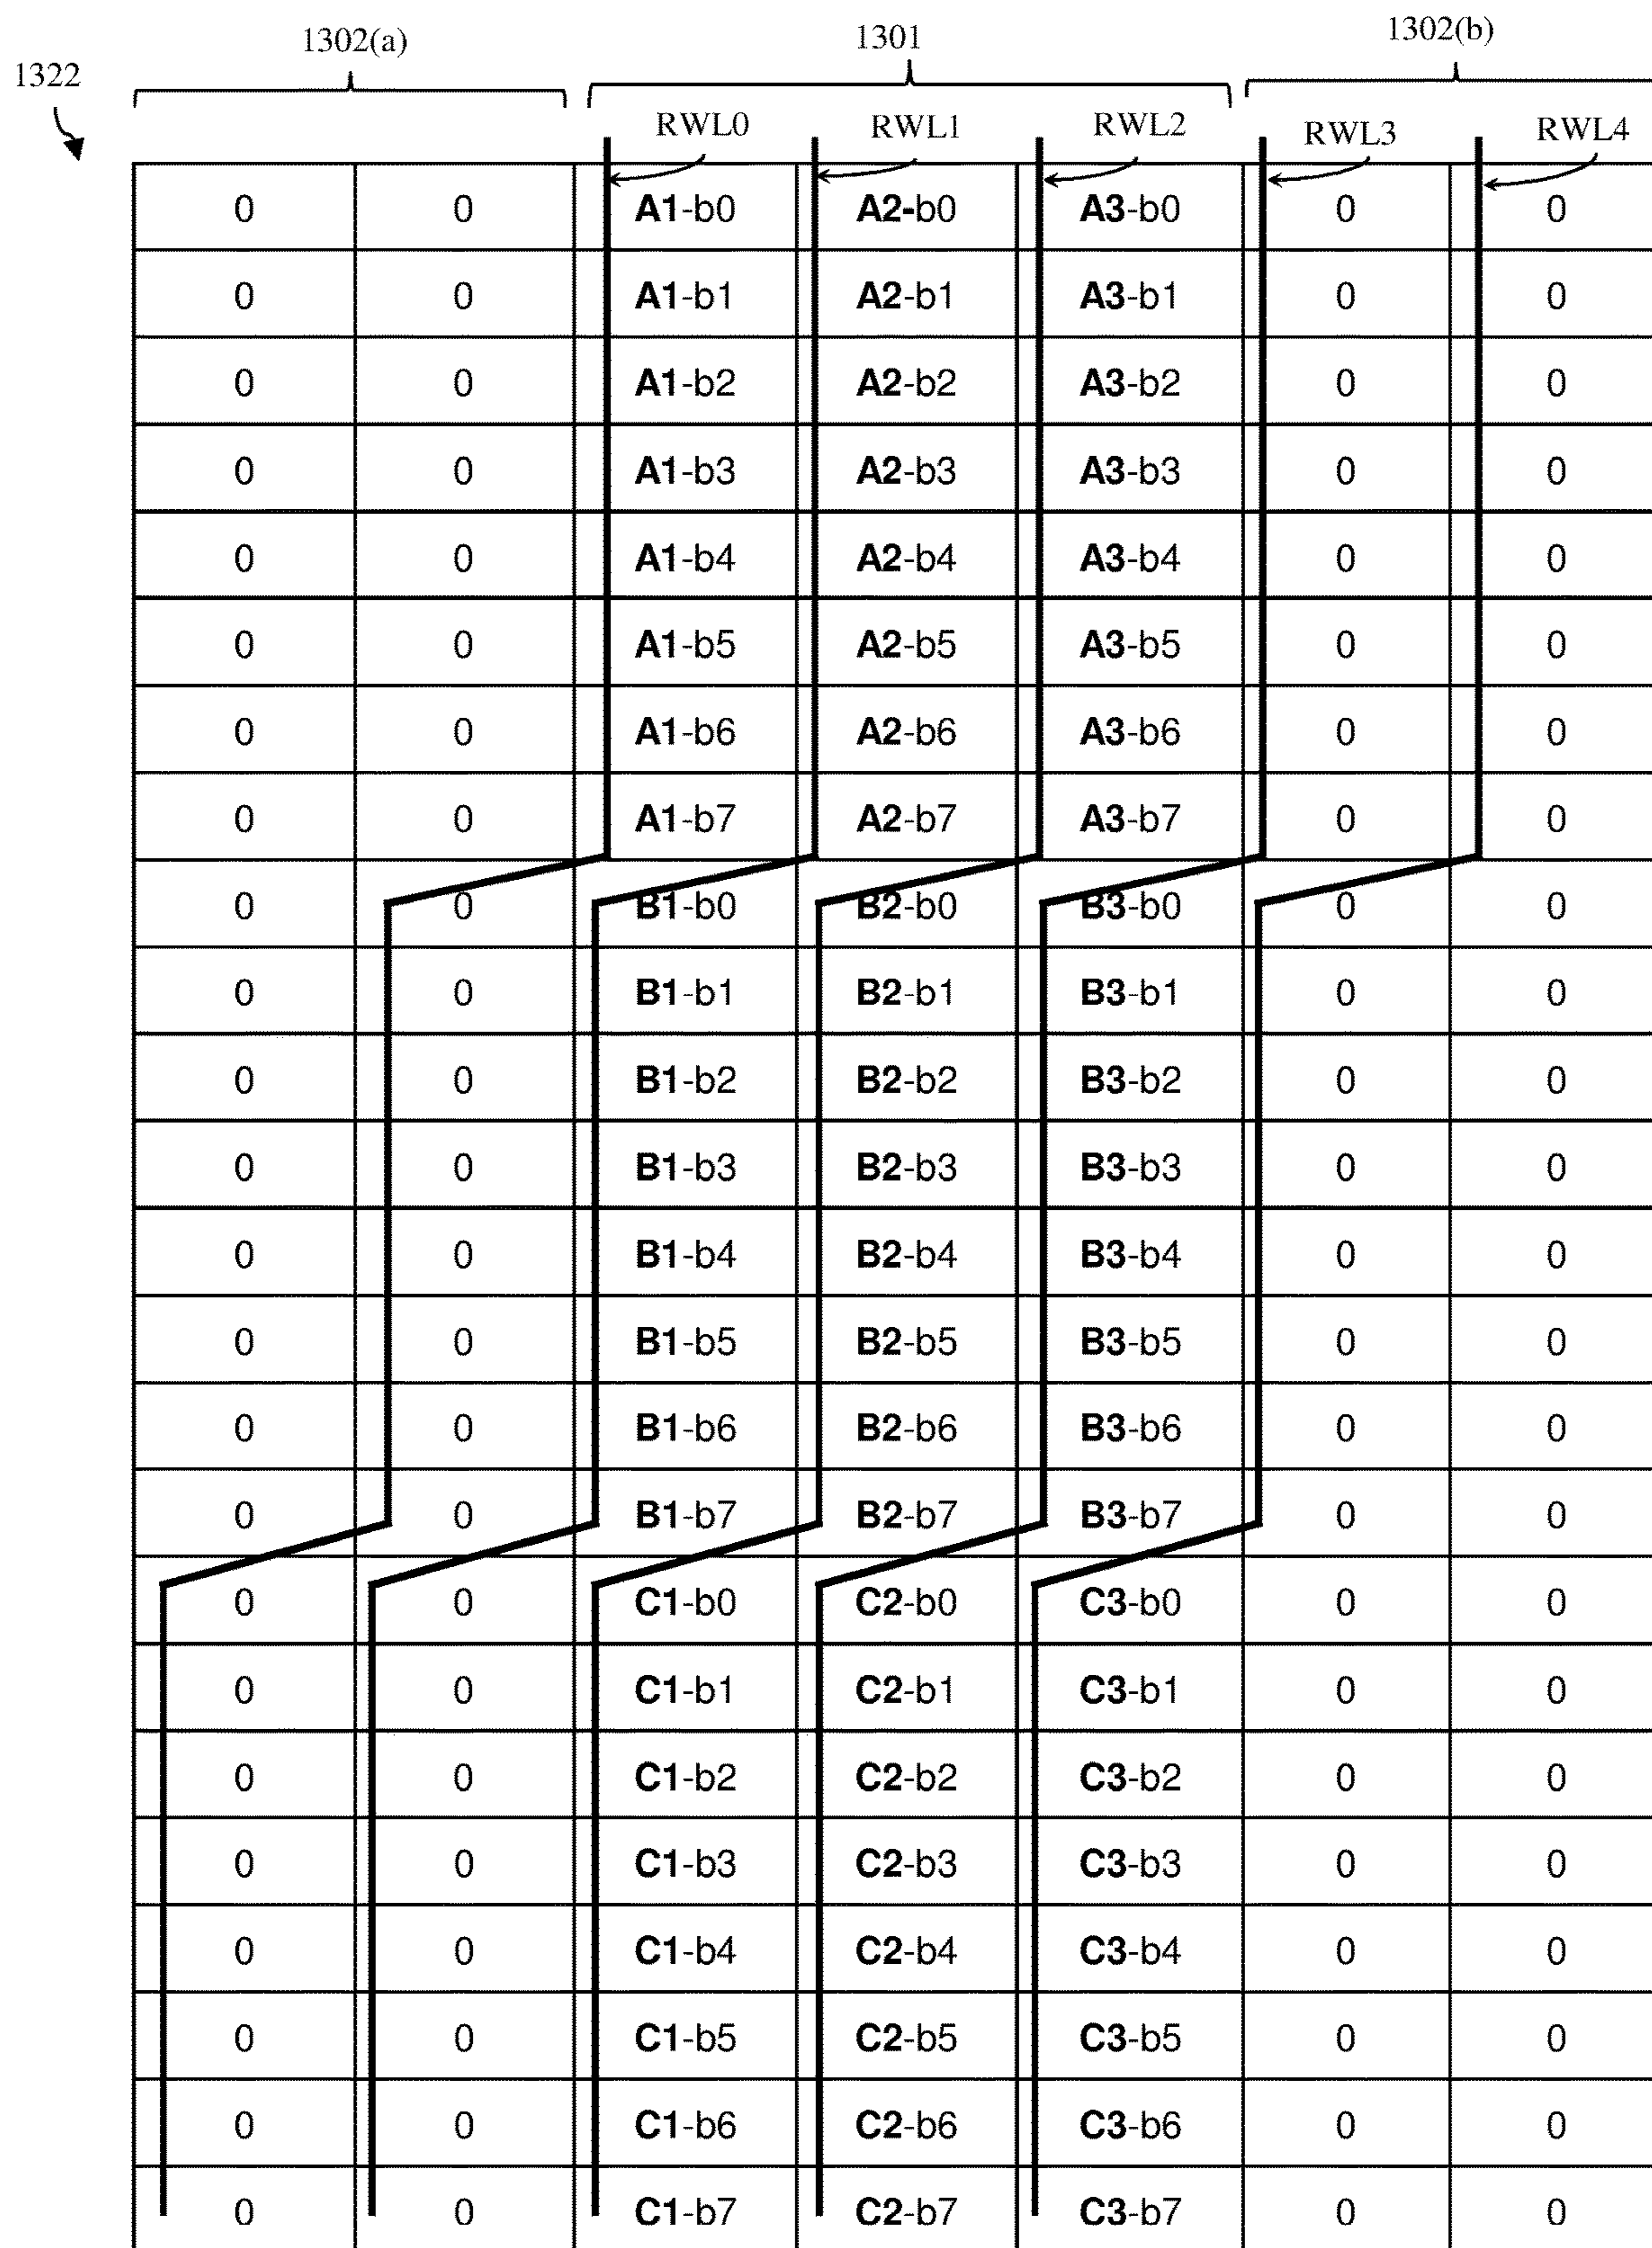 1302(a) 1301 1302(b)
1322
RWL0 RWL1 RWL2 RWL3 RWL4
0 0 A1-b0 A2-b0 A3-b0 0 0
0 0 A1-b1 A2-b1 A3-b1 0 0
0 0 A1-b2 A2-b2 A3-b2 0 0
0 0 A1-b3 A2-b3 A3-b3 0 0
0 0 A1-b4 A2-b4 A3-b4 0 0
0 0 A1-b5 A2-b5 A3-b5 0 0
0 0 A1-b6 A2-b6 A3-b6 0 0
0 0 A1-b7 A2-b7 A3-b7 0 0
0 0 B1-b0 B2-b0 B3-b0 0 0
0 0 B1-b1 B2-b1 B3-b1 0 0
0 0 B1-b2 B2-b2 B3-b2 0 0
0 0 B1-b3 B2-b3 B3-b3 0 0
0 0 B1-b4 B2-b4 B3-b4 0 0
0 0 B1-b5 B2-b5 B3-b5 0 0
0 0 B1-b6 B2-b6 B3-b6 0 0
0 0 B1-b7 B2-b7 B3-b7 0 0
0 0 C1-b0 C2-b0 C3-b0 0 0
0 0 C1-b1 C2-b1 C3-b1 0 0
0 0 C1-b2 C2-b2 C3-b2 0 0
0 0 C1-b3 C2-b3 C3-b3 0 0
0 0 C1-b4 C2-b4 C3-b4 0 0
0 0 C1-b5 C2-b5 C3-b5 0 0
0 0 C1-b6 C2-b6 C3-b6 0 0
0 0 C1-b7 C2-b7 C3-b7 0 0